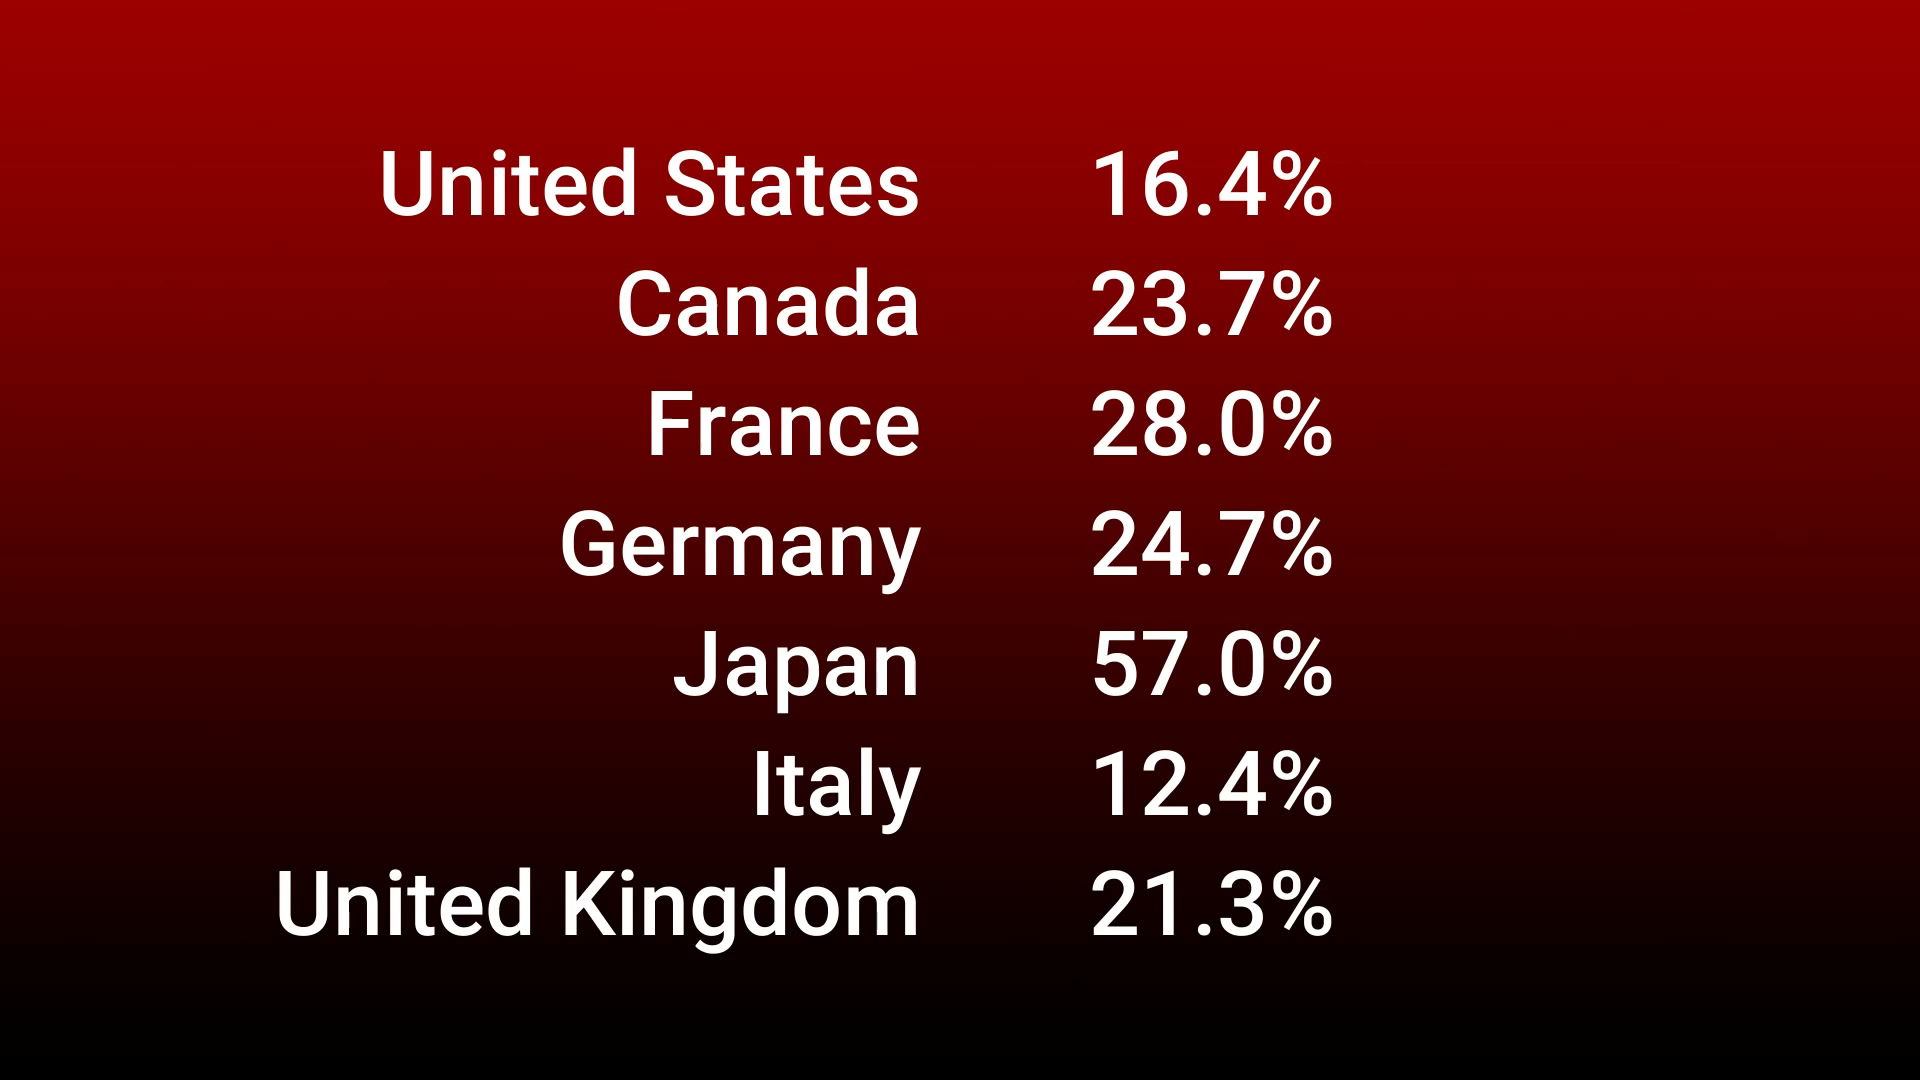 United States 16.4%
Canada 23.7%
France 28.0%
Germany 24.7%
Japan 57.0%
Italy 12.4%
United Kingdom 21.3%